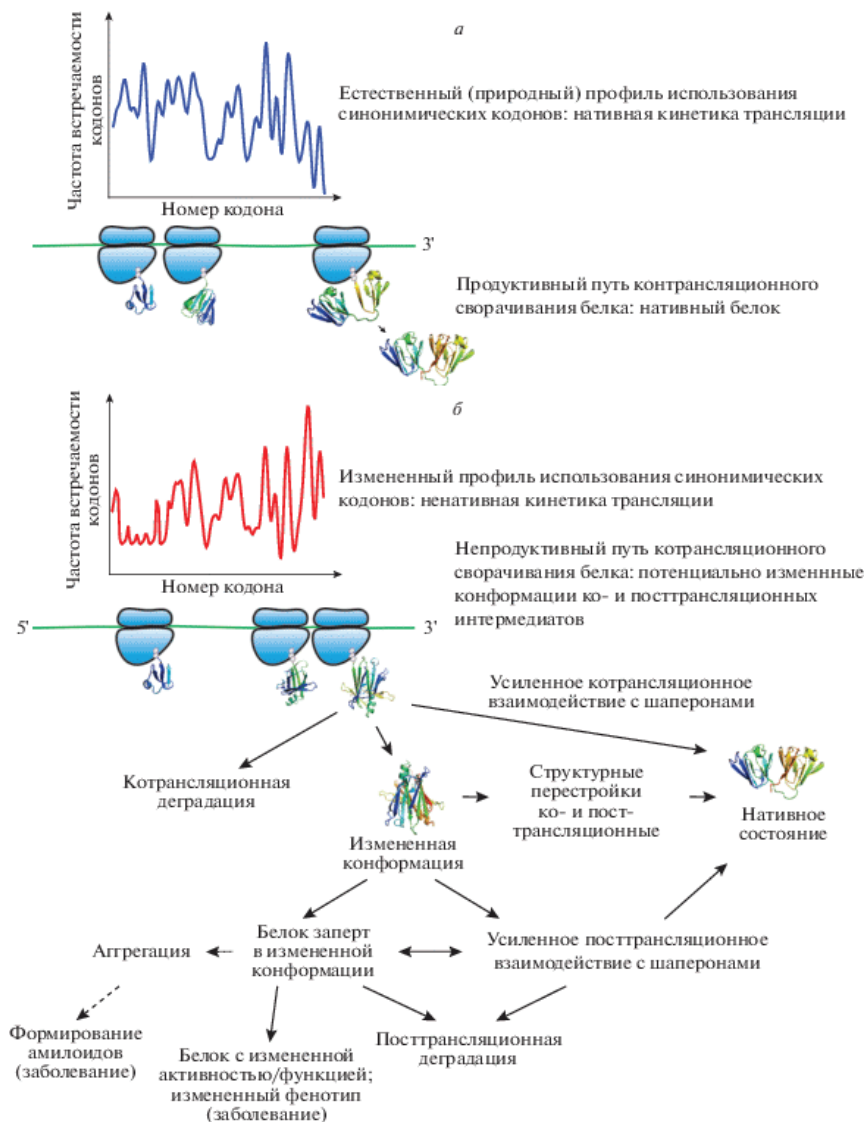 а
Частота встречаемости
кодонов
Естественный (природный) профиль использования
синонимических кодонов: нативная кинетика трансляции
Номер кодона
3'
Продуктивный путь контрансляционного
сворачивания белка: нативный белок
б
Частота встречаемости
кодонов
Измененный профиль использования синонимических
кодонов: ненативная кинетика трансляции
Номер кодона
Непродуктивный путь котрансляционного
сворачивания белка: потенциально изменнные
конформации ко- и посттрансляционных
интермедиатов
5'
3'
Усиленное котрансляционное
взаимодействие с шаперонами
Котрансляционная
деградация
Структурные
перестройки
ко- и пост-
трансляционные
Нативное
состояние
Измененная
конформация
Аггрегация
Белок заперт
в измененной
конформации
Усиленное посттрансляционное
взаимодействие с шаперонами
Формирование
амилоидов
(заболевание)
Белок с измененной
активностью/функцией;
измененный фенотип
(заболевание)
Посттрансляционная
деградация